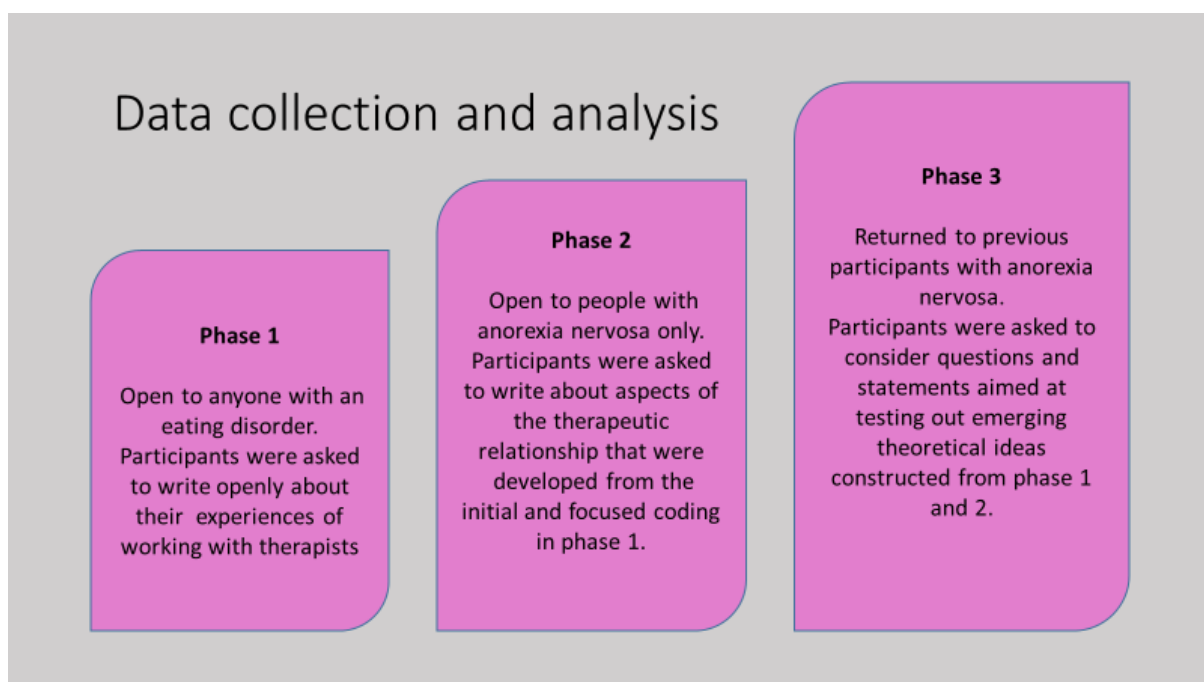 Data collection and analysis
Phase 1
Open to anyone with an
eating disorder.
Participants were asked
to write openly about
their experiences of
working with therapists
Phase 2
Open to people with
anorexia nervosa only.
Participants were asked
to write about aspects of
the therapeutic
relationship that were
developed from the
initial and focused coding
in phase 1.
Phase 3
Returned to previous
participants with anorexia
nervosa.
Participants were asked to
consider questions and
statements aimed at
testing out emerging
theoretical ideas
constructed from phase 1
and 2.